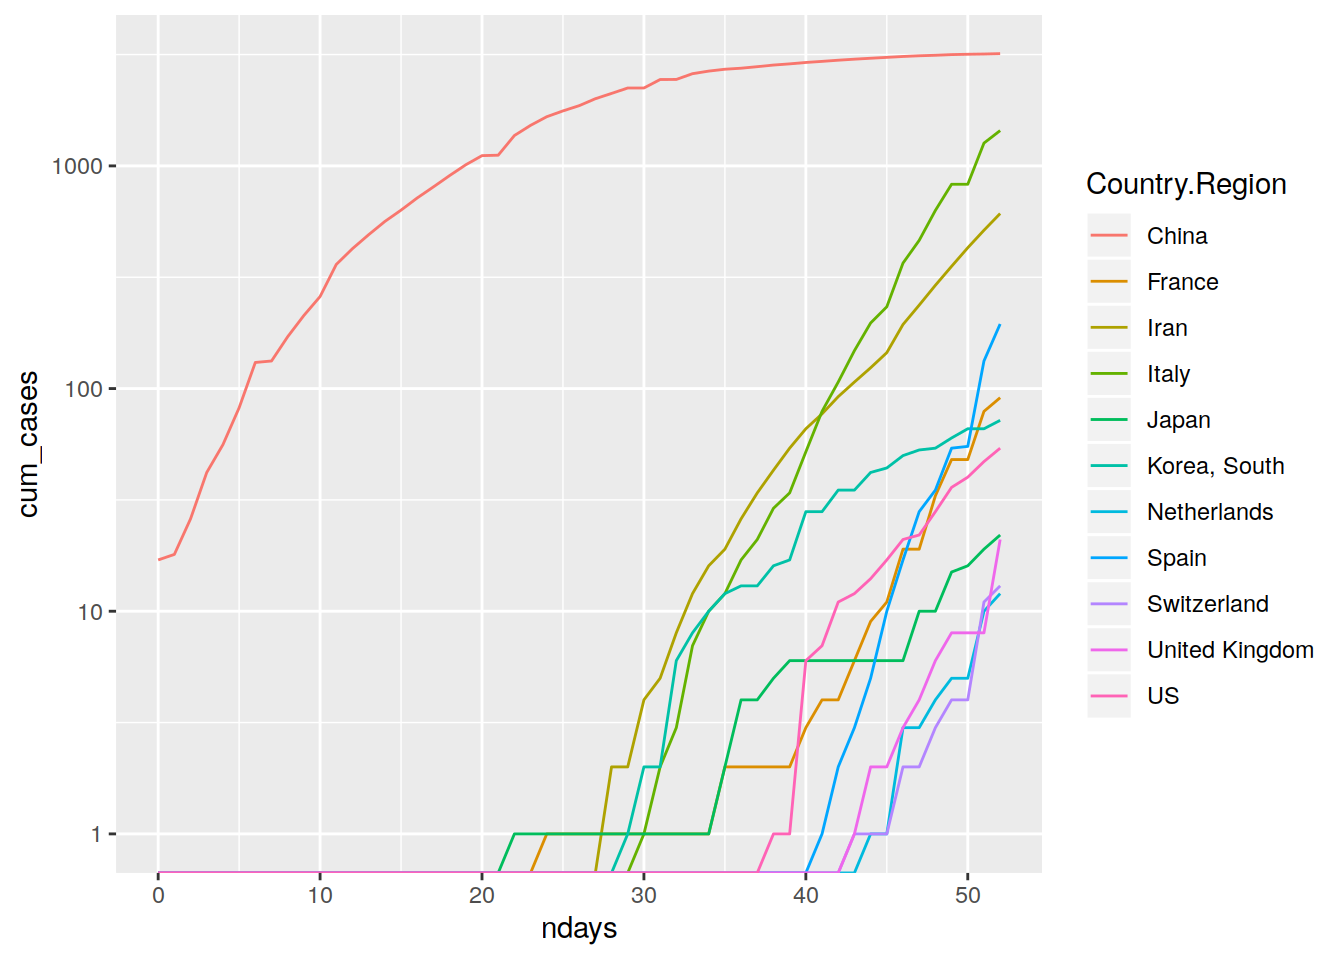 1000
100
10
1
cum_cases
0 10 20 30 40 50
ndays
Country.Region
China
France
Iran
Italy
Japan
Korea, South
Netherlands
Spain
Switzerland
United Kingdom
US